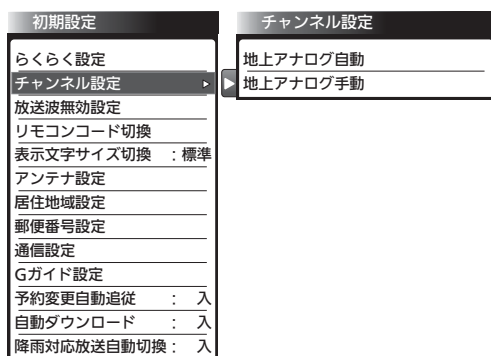 初期設定
らくらく設定
チャンネル設定
放送波無効設定
リモコンコード切換
表示文字サイズ切換 : 標準
アンテナ設定
居住地域設定
郵便番号設定
通信設定
Gガイド設定
予約変更自動追従 : 入
自動ダウンロード : 入
降雨対応放送自動切換 : 入
チャンネル設定
地上アナログ自動
地上アナログ手動